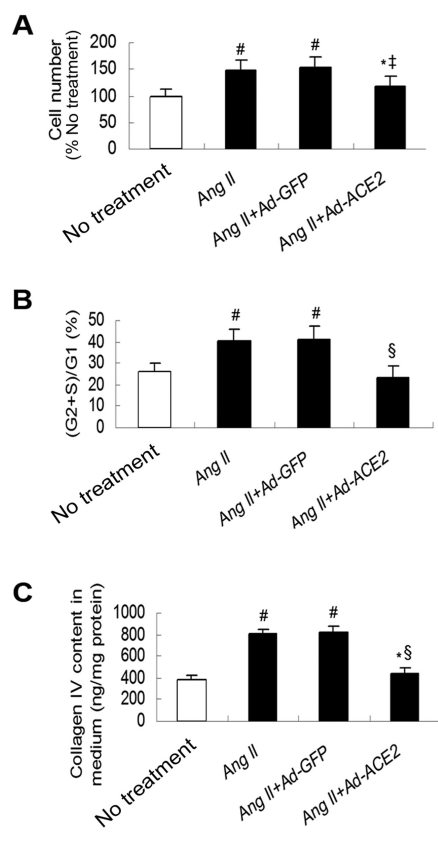 A
Cell number
(% No treatment)
200
150
100
50
0
#
#
*‡
No treatment
Ang II
Ang II+Ad-GFP
Ang II+Ad-ACE2
B
(G2+S)/G1 (%)
50
40
30
20
10
0
#
#
§
No treatment
Ang II
Ang II+Ad-GFP
Ang II+Ad-ACE2
C
Collagen IV content in
medium (ng/mg protein)
1000
800
600
400
200
0
#
#
*§
No treatment
Ang II
Ang II+Ad-GFP
Ang II+Ad-ACE2